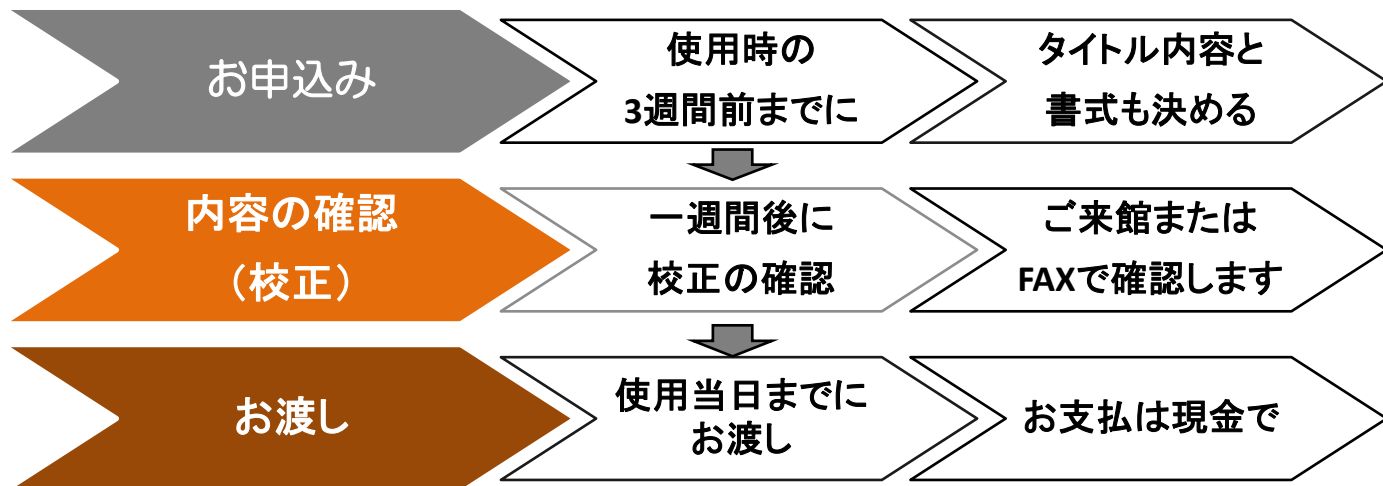 お申込み
使用時の
3週間前までに
タイトル内容と
書式も決める
内容の確認
（校正）
一週間後に
校正の確認
ご来館または
FAXで確認します
お渡し
使用当日までに
お渡し
お支払は現金で